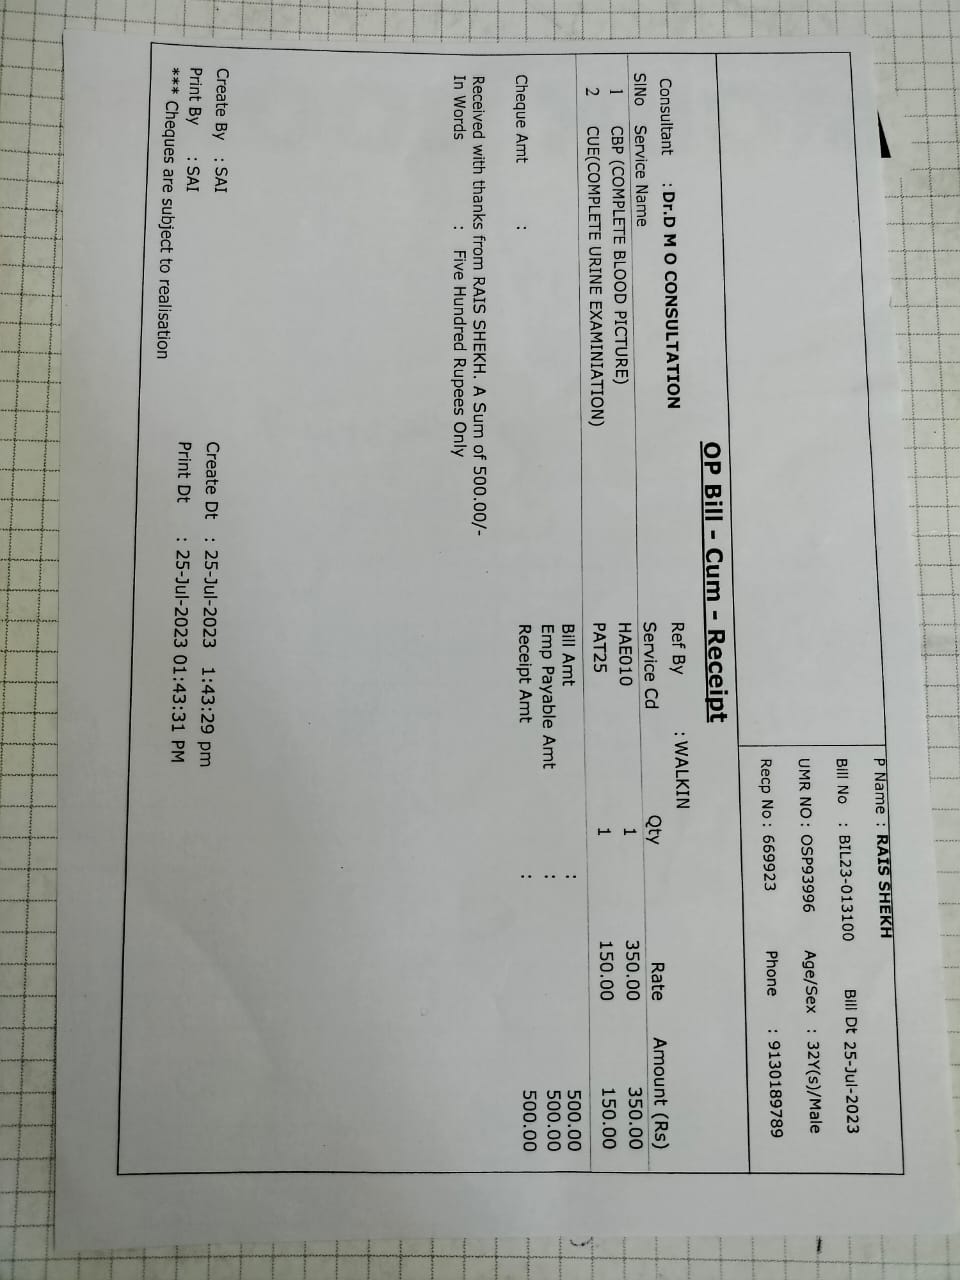 P Name : RAIS SHEKH
Bill No : BIL23-013100 Bill Dt 25-Jul-2023
UMR NO : OSP93996 Age/Sex : 32Y(s)/Male
Recp No : 669923 Phone : 9130189789
OP Bill - Cum - Receipt
Consultant : Dr.D M O CONSULTATION Ref By : WALKIN
SlNo Service Name Service Cd Qty Rate Amount (Rs)
1 CBP (COMPLETE BLOOD PICTURE) HAE010 1 350.00 350.00
2 CUE(COMPLETE URINE EXAMINIATION) PAT25 1 150.00 150.00
Bill Amt : 500.00
Emp Payable Amt : 500.00
Cheque Amt : Receipt Amt : 500.00
Received with thanks from RAIS SHEKH. A Sum of 500.00/-
In Words : Five Hundred Rupees Only
Create By : SAI Create Dt : 25-Jul-2023 1:43:29 pm
Print By : SAI Print Dt : 25-Jul-2023 01:43:31 PM
*** Cheques are subject to realisation